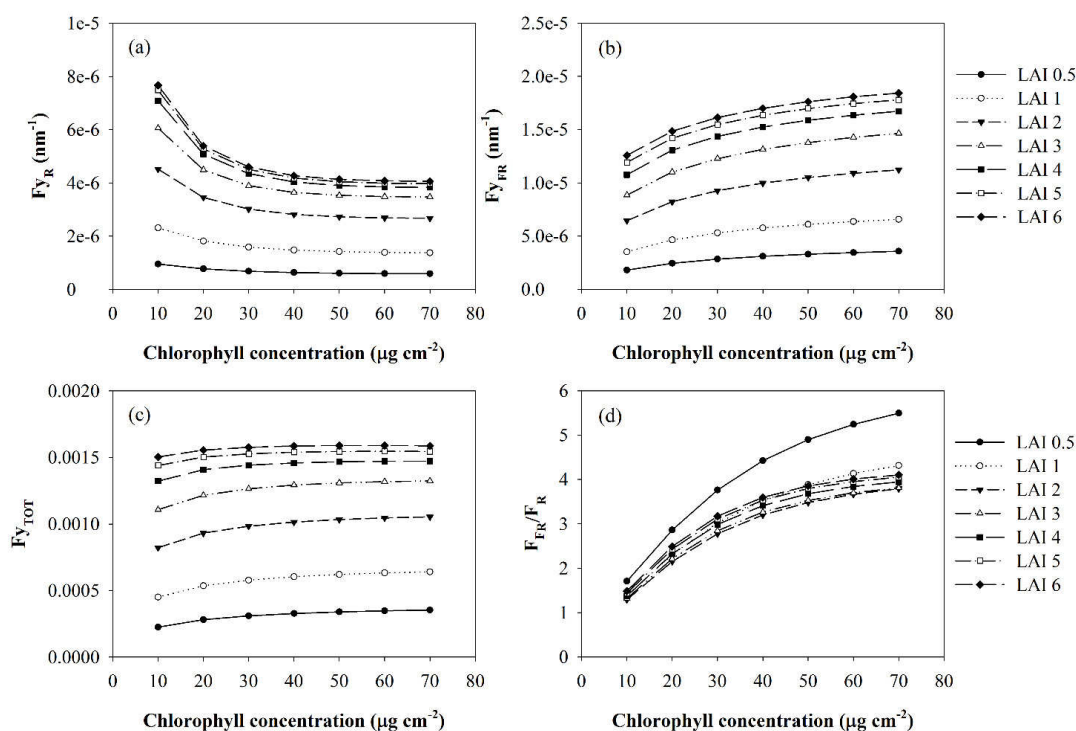 (a)
1e-5
8e-6
6e-6
4e-6
2e-6
0
Fy_R (nm⁻¹)
0 10 20 30 40 50 60 70 80
Chlorophyll concentration (µg cm⁻²)
(b)
2.5e-5
2.0e-5
1.5e-5
1.0e-5
5.0e-6
0.0
Fy_FR (nm⁻¹)
0 10 20 30 40 50 60 70 80
Chlorophyll concentration (µg cm⁻²)
LAI 0.5
LAI 1
LAI 2
LAI 3
LAI 4
LAI 5
LAI 6
(c)
0.0020
0.0015
0.0010
0.0005
0.0000
Fy_TOT
0 10 20 30 40 50 60 70 80
Chlorophyll concentration (µg cm⁻²)
(d)
6
5
4
3
2
1
0
F_FR/F_R
0 10 20 30 40 50 60 70 80
Chlorophyll concentration (µg cm⁻²)
LAI 0.5
LAI 1
LAI 2
LAI 3
LAI 4
LAI 5
LAI 6